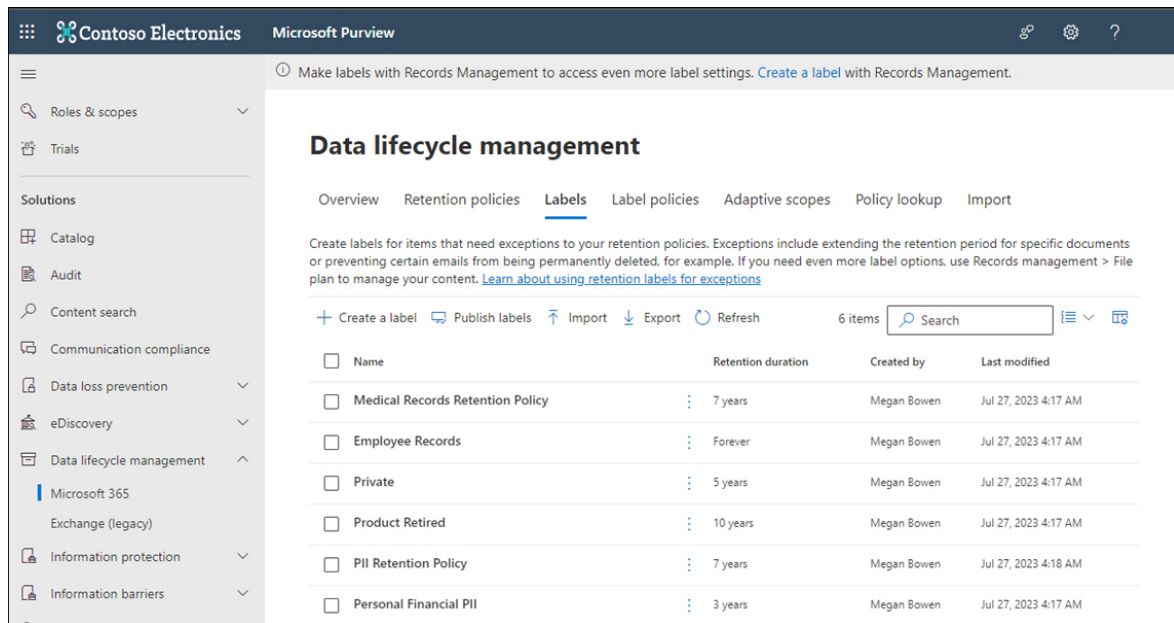 Contoso Electronics Microsoft Purview
Make labels with Records Management to access even more label settings. Create a label with Records Management.
Roles & scopes
Trials
Solutions
Catalog
Audit
Content search
Communication compliance
Data loss prevention
eDiscovery
Data lifecycle management
Microsoft 365
Exchange (legacy)
Information protection
Information barriers
Data lifecycle management
Overview Retention policies Labels Label policies Adaptive scopes Policy lookup Import
Create labels for items that need exceptions to your retention policies. Exceptions include extending the retention period for specific documents
or preventing certain emails from being permanently deleted, for example. If you need even more label options, use Records management > File
plan to manage your content. Learn about using retention labels for exceptions
Create a label Publish labels Import Export Refresh 6 items Search
Name Retention duration Created by Last modified
Medical Records Retention Policy 7 years Megan Bowen Jul 27, 2023 4:17 AM
Employee Records Forever Megan Bowen Jul 27, 2023 4:17 AM
Private 5 years Megan Bowen Jul 27, 2023 4:17 AM
Product Retired 10 years Megan Bowen Jul 27, 2023 4:17 AM
PII Retention Policy 7 years Megan Bowen Jul 27, 2023 4:18 AM
Personal Financial PII 3 years Megan Bowen Jul 27, 2023 4:17 AM